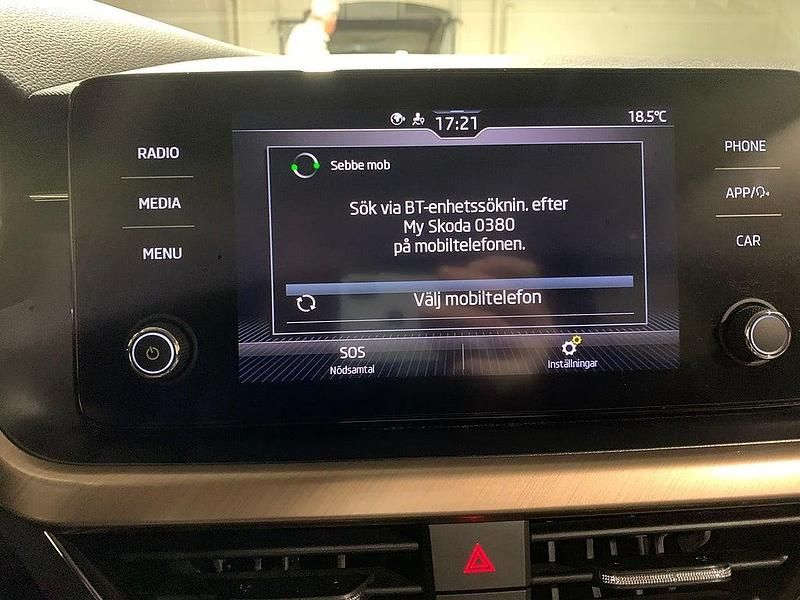 17:21
18.5°C
RADIO
MEDIA
MENU
Sebbe mob
Sök via BT-enhetssöknin. efter
My Skoda 0380
på mobiltelefonen.
Välj mobiltelefon
SOS
Nödsamtal
Inställningar
PHONE
APP/
CAR